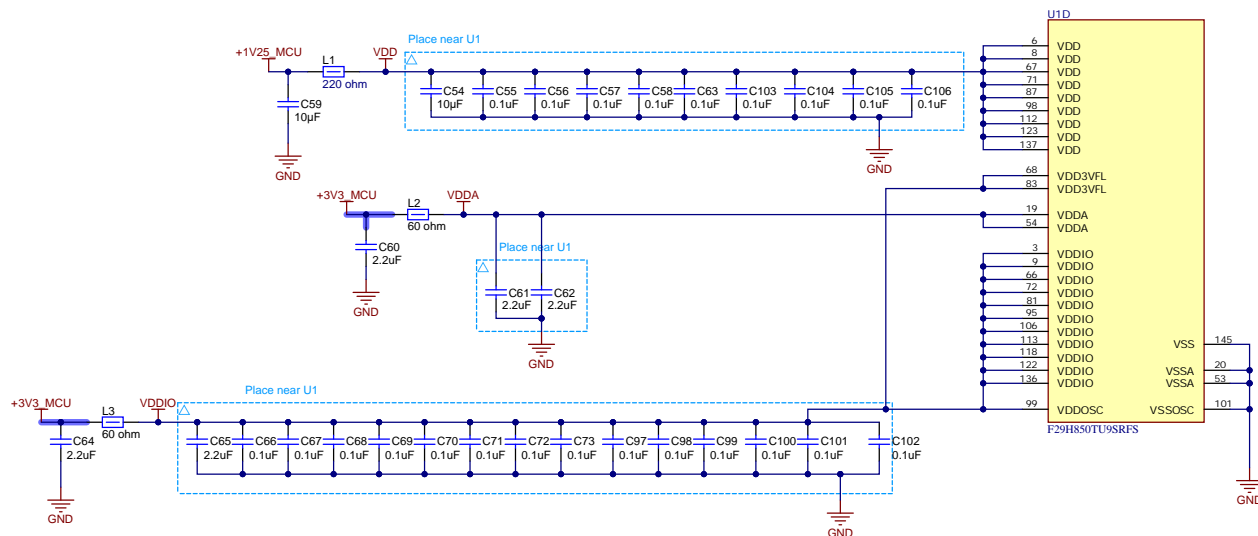 U1D
Place near U1
+1V25_MCU
L1
220 ohm
VDD
C59
10µF
GND
C54
10µF
C55
0.1uF
C56
0.1uF
C57
0.1uF
C58
0.1uF
C63
0.1uF
C103
0.1uF
C104
0.1uF
C105
0.1uF
C106
0.1uF
GND
6 VDD
8 VDD
67 VDD
71 VDD
87 VDD
98 VDD
112 VDD
123 VDD
137 VDD
68 VDD3VFL
83 VDD3VFL
+3V3_MCU
L2
60 ohm
VDDA
19 VDDA
54 VDDA
C60
2.2uF
GND
Place near U1
C61
2.2uF
C62
2.2uF
GND
3 VDDIO
9 VDDIO
66 VDDIO
72 VDDIO
81 VDDIO
95 VDDIO
106 VDDIO
113 VDDIO
118 VDDIO
122 VDDIO
136 VDDIO
99 VDDOSC
VSS 145
VSSA 20
VSSA 53
VSSOSC 101
F29H850TU9SRFS
GND
Place near U1
+3V3_MCU
L3
60 ohm
VDDIO
C64
2.2uF
GND
C65
2.2uF
C66
0.1uF
C67
0.1uF
C68
0.1uF
C69
0.1uF
C70
0.1uF
C71
0.1uF
C72
0.1uF
C73
0.1uF
C97
0.1uF
C98
0.1uF
C99
0.1uF
C100
0.1uF
C101
0.1uF
C102
0.1uF
GND